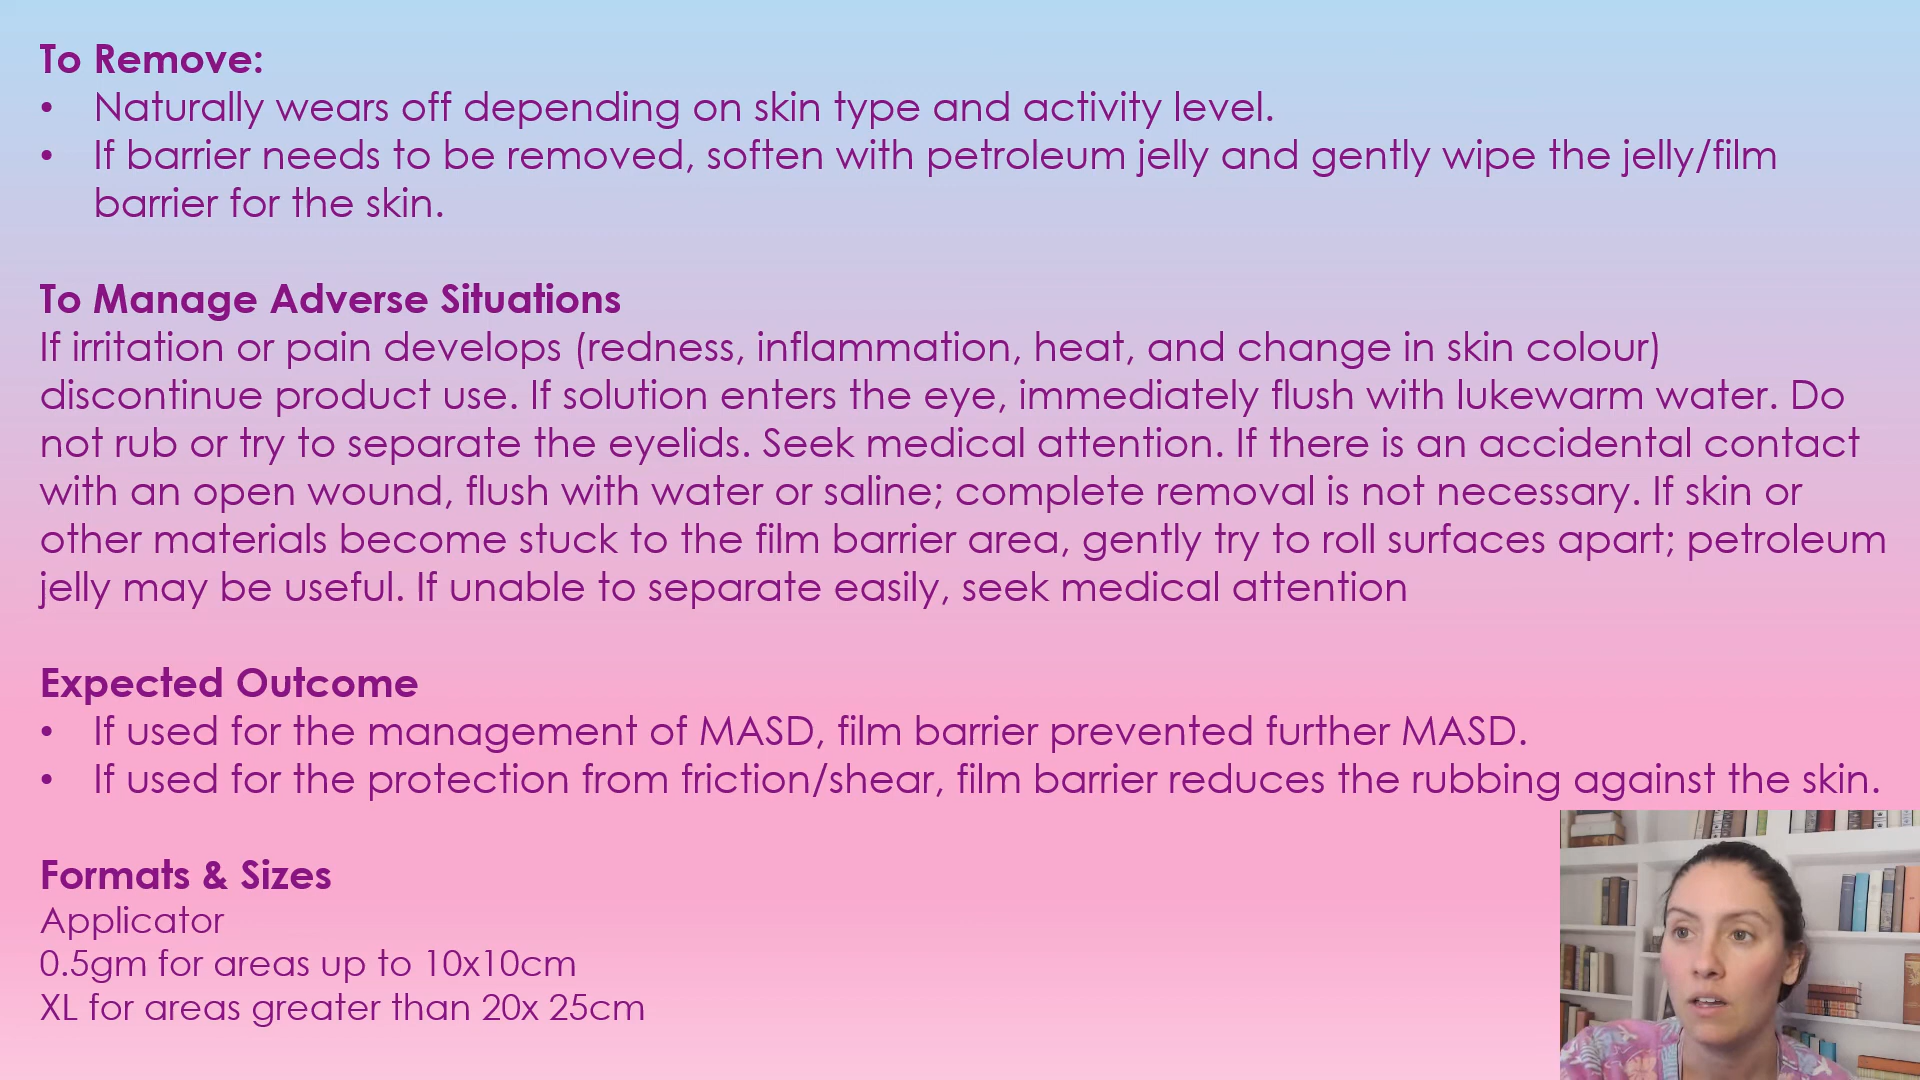 To Remove:
• Naturally wears off depending on skin type and activity level.
• If barrier needs to be removed, soften with petroleum jelly and gently wipe the jelly/film
barrier for the skin.
To Manage Adverse Situations
If irritation or pain develops (redness, inflammation, heat, and change in skin colour)
discontinue product use. If solution enters the eye, immediately flush with lukewarm water. Do
not rub or try to separate the eyelids. Seek medical attention. If there is an accidental contact
with an open wound, flush with water or saline; complete removal is not necessary. If skin or
other materials become stuck to the film barrier area, gently try to roll surfaces apart; petroleum
jelly may be useful. If unable to separate easily, seek medical attention
Expected Outcome
• If used for the management of MASD, film barrier prevented further MASD.
• If used for the protection from friction/shear, film barrier reduces the rubbing against the skin.
Formats & Sizes
Applicator
0.5gm for areas up to 10x10cm
XL for areas greater than 20x 25cm